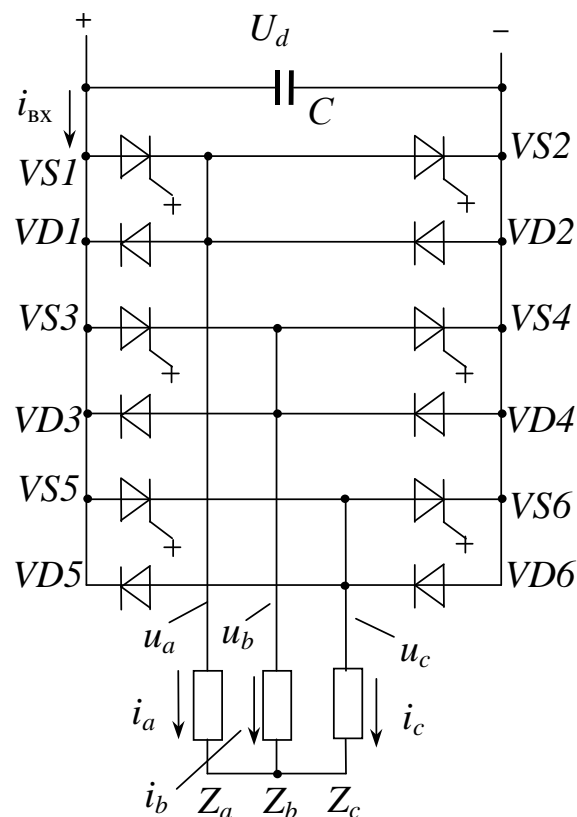 + U_d –
i_вх C
VS1 + + VS2
VD1 VD2
VS3 + + VS4
VD3 VD4
VS5 + + VS6
VD5 VD6
u_a u_b u_c
i_a i_c
i_b Z_a Z_b Z_c